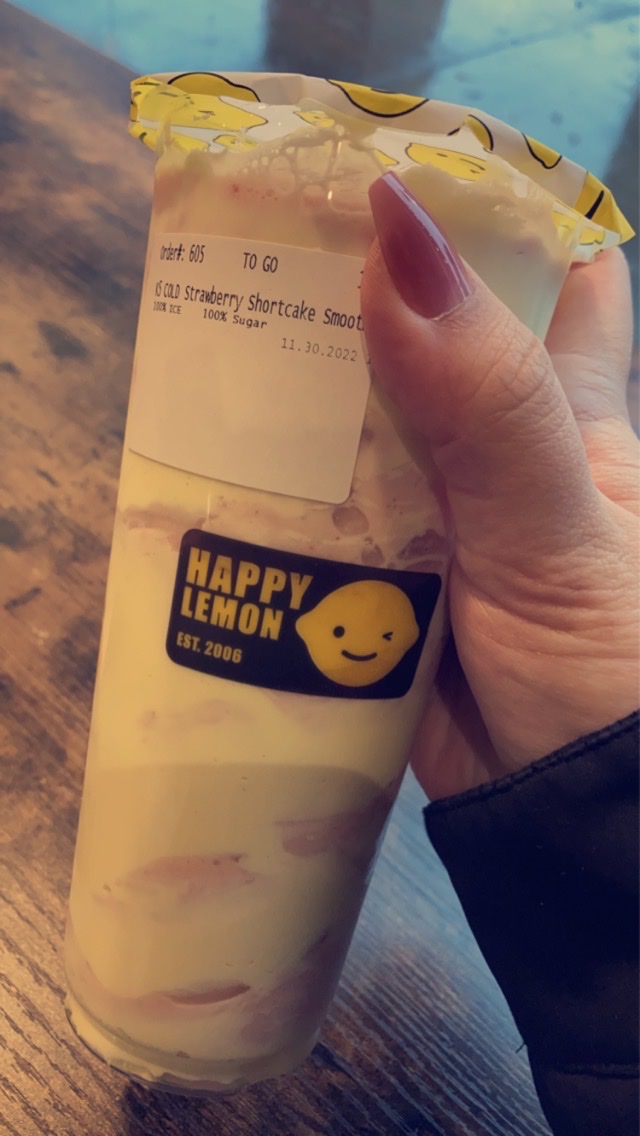 Order#: 605 TO GO
COLD Strawberry Shortcake Smoot
100% ICE 100% Sugar
11.30.2022
HAPPY
LEMON
EST. 2006